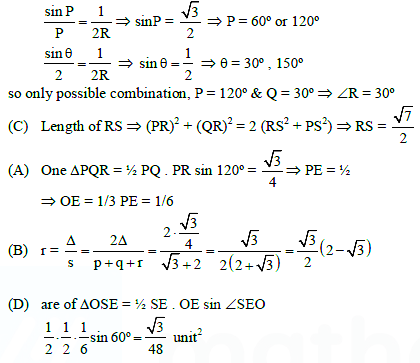 sin P / P = 1 / 2R ⇒ sinP = √3 / 2 ⇒ P = 60° or 120°
sin θ / 2 = 1 / 2R ⇒ sin θ = 1 / 2 ⇒ θ = 30° , 150°
so only possible combination, P = 120° & Q = 30° ⇒ ∠R = 30°
(C) Length of RS ⇒ (PR)² + (QR)² = 2 (RS² + PS²) ⇒ RS = √7 / 2
(A) One ΔPQR = ½ PQ . PR sin 120° = √3 / 4 ⇒ PE = ½
⇒ OE = 1/3 PE = 1/6
(B) r = Δ / s = 2Δ / p+q+r = 2·√3/4 / √3+2 = √3 / 2(2+√3) = √3 / 2 (2−√3)
(D) are of ΔOSE = ½ SE . OE sin ∠SEO
1/2 · 1/2 · 1/6 sin 60° = √3 / 48 unit²